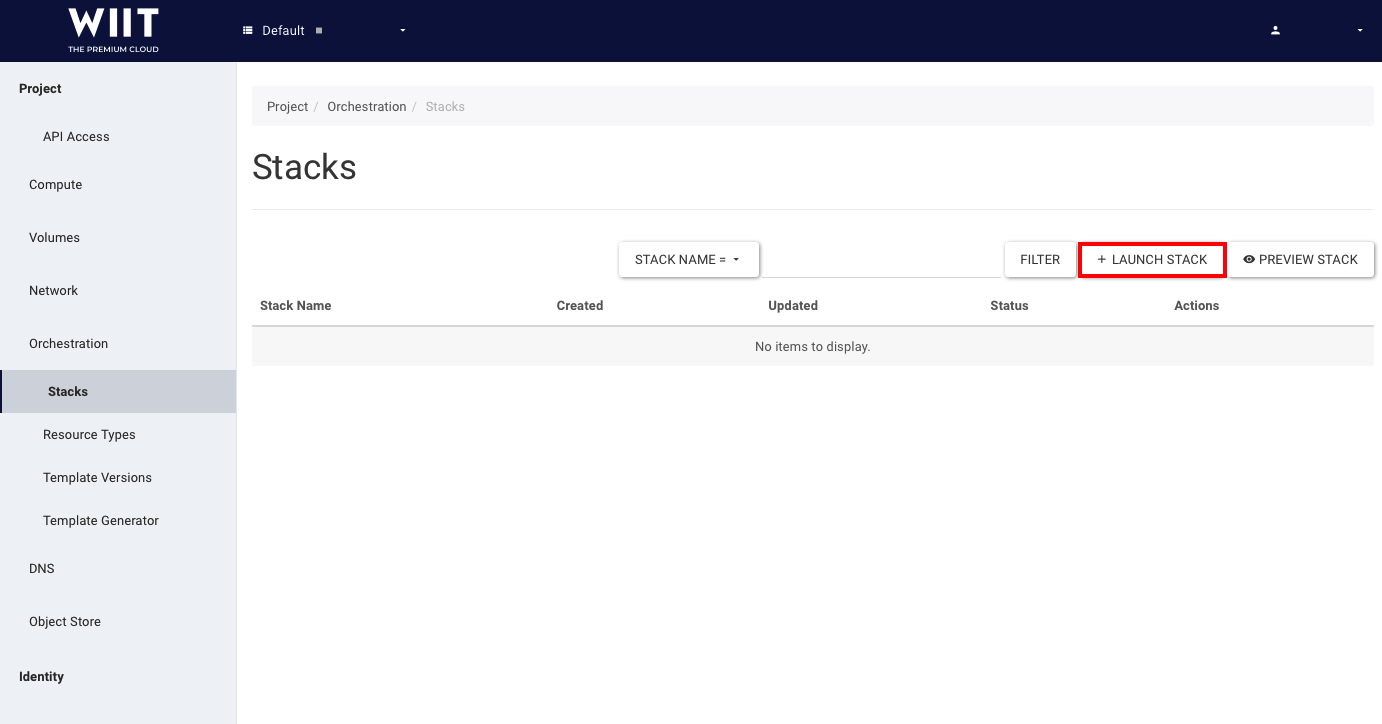 WIIT
THE PREMIUM CLOUD
Default
Project
API Access
Compute
Volumes
Network
Orchestration
Stacks
Resource Types
Template Versions
Template Generator
DNS
Object Store
Identity
Project / Orchestration / Stacks
Stacks
STACK NAME = FILTER + LAUNCH STACK PREVIEW STACK
Stack Name Created Updated Status Actions
No items to display.